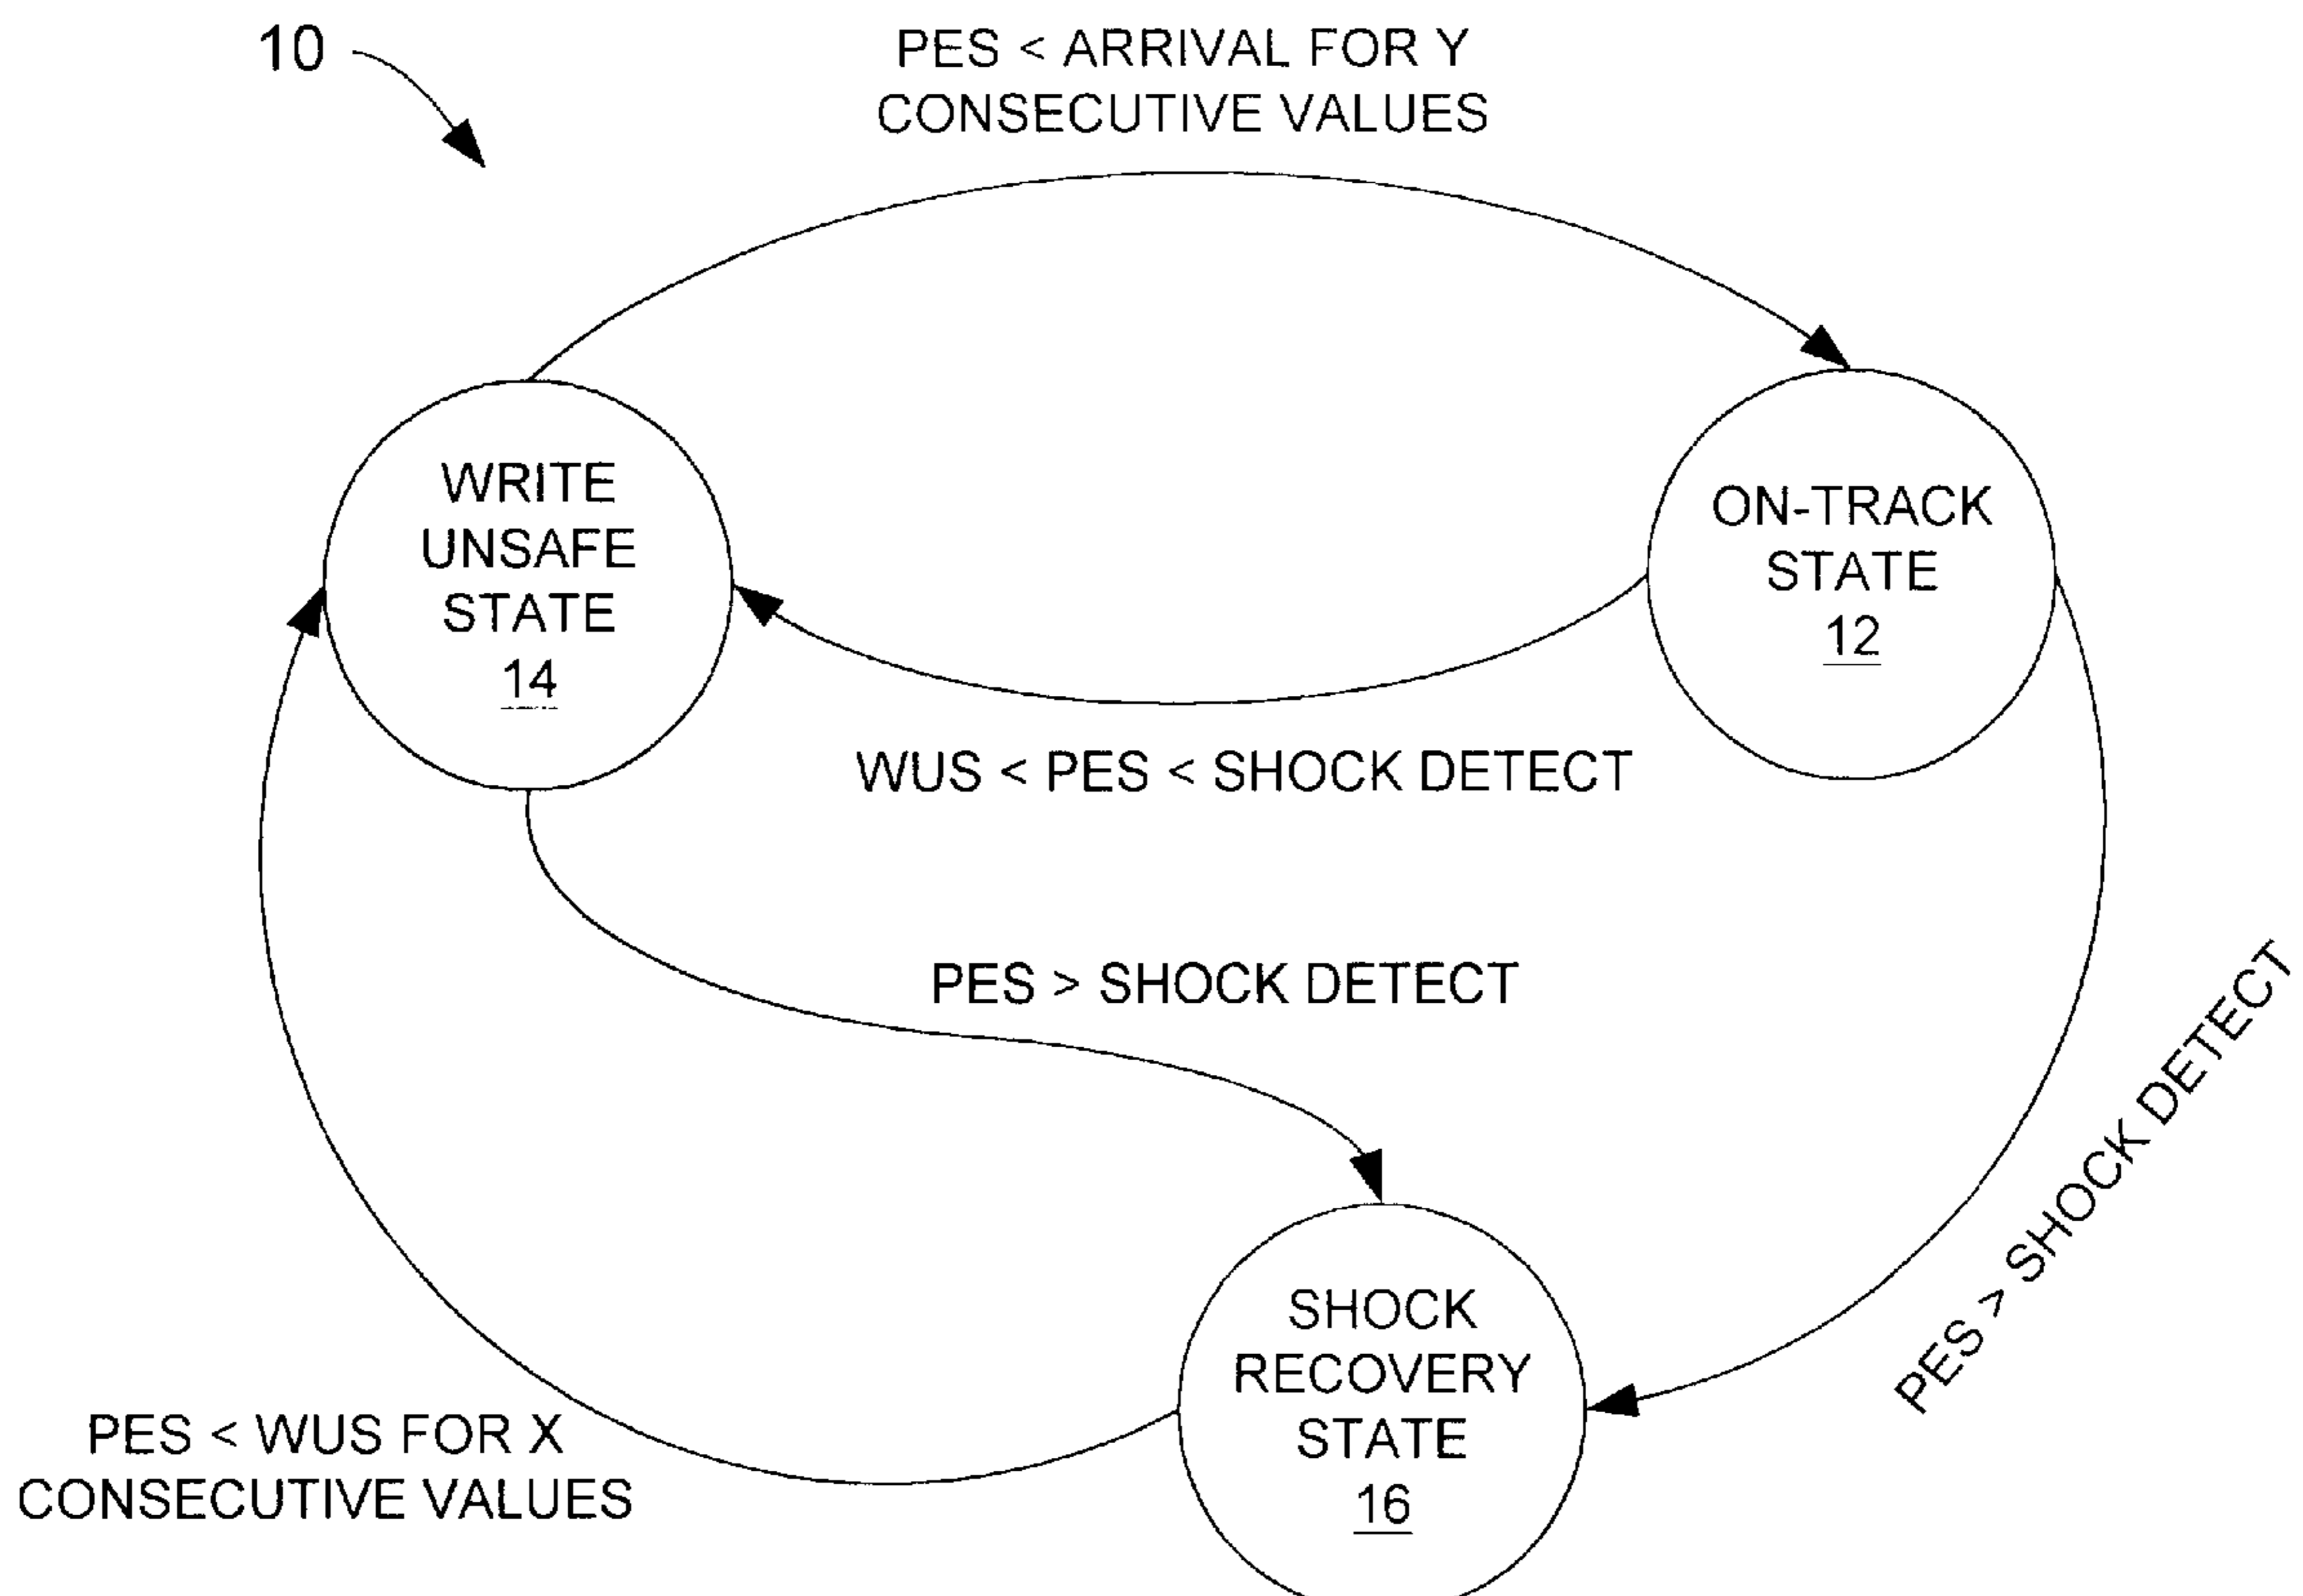 10
PES < ARRIVAL FOR Y
CONSECUTIVE VALUES
WRITE
UNSAFE
STATE
14
ON-TRACK
STATE
12
WUS < PES < SHOCK DETECT
PES > SHOCK DETECT
PES > SHOCK DETECT
SHOCK
RECOVERY
STATE
16
PES < WUS FOR X
CONSECUTIVE VALUES